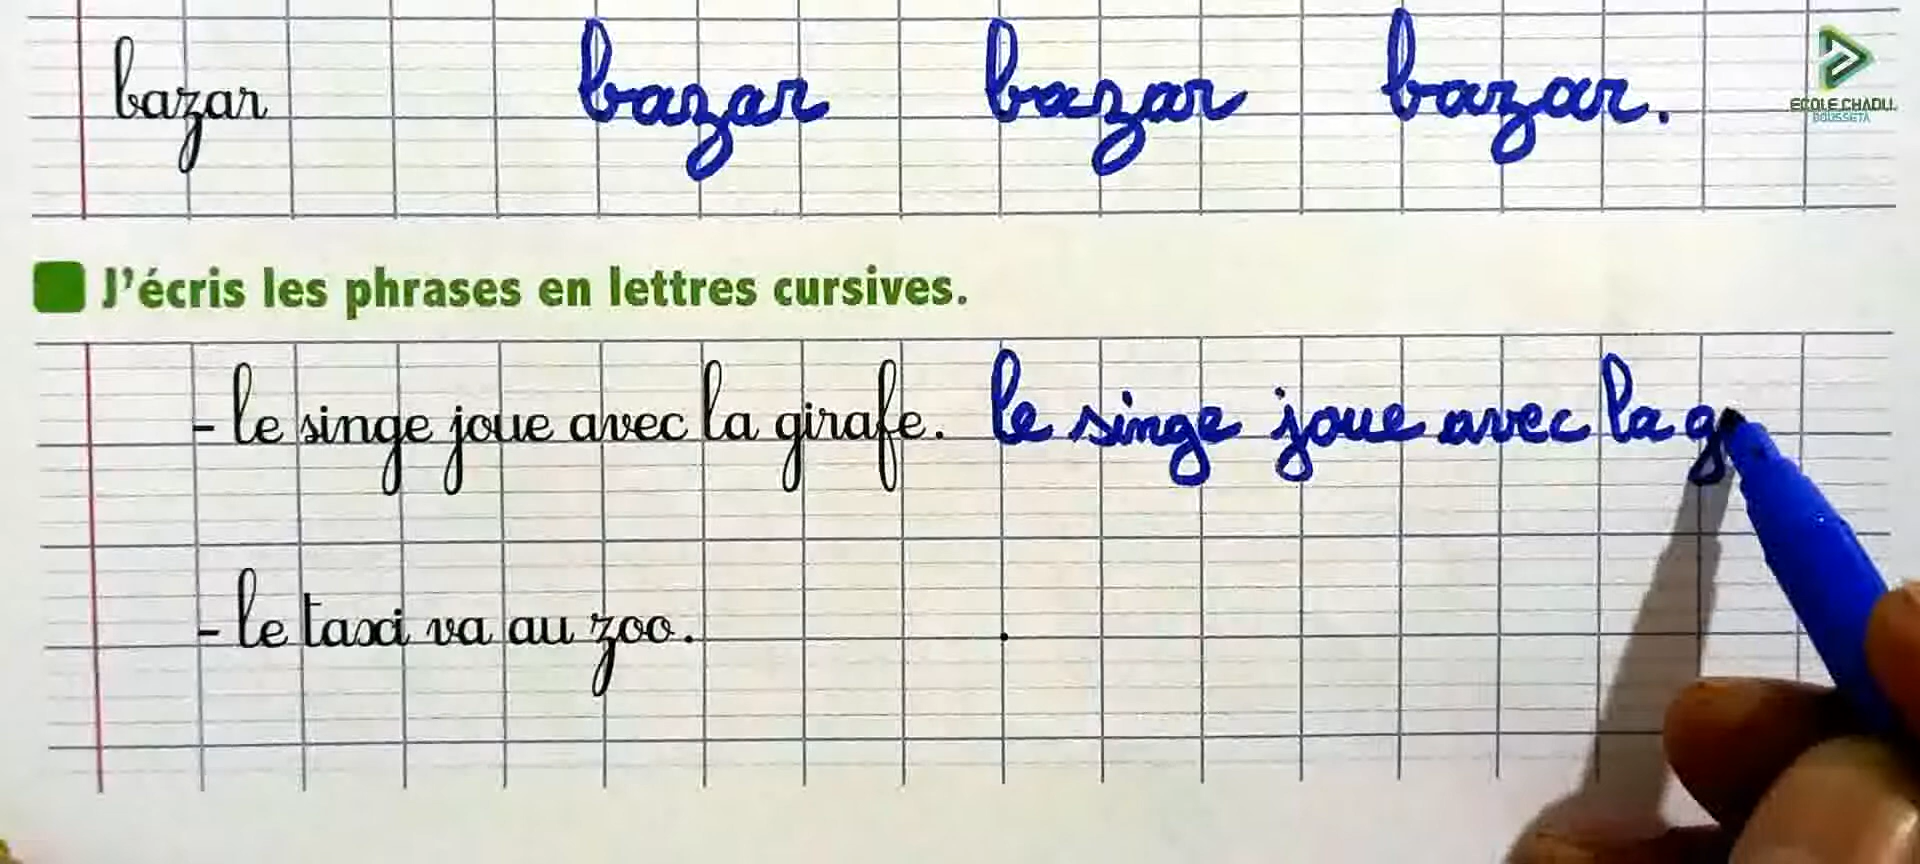 bazar bazar bazar bazar.
ECOLE CHADLI
BOUSSETA
J'écris les phrases en lettres cursives.
- le singe joue avec la girafe. le singe joue avec la g
- le taxi va au zoo. .